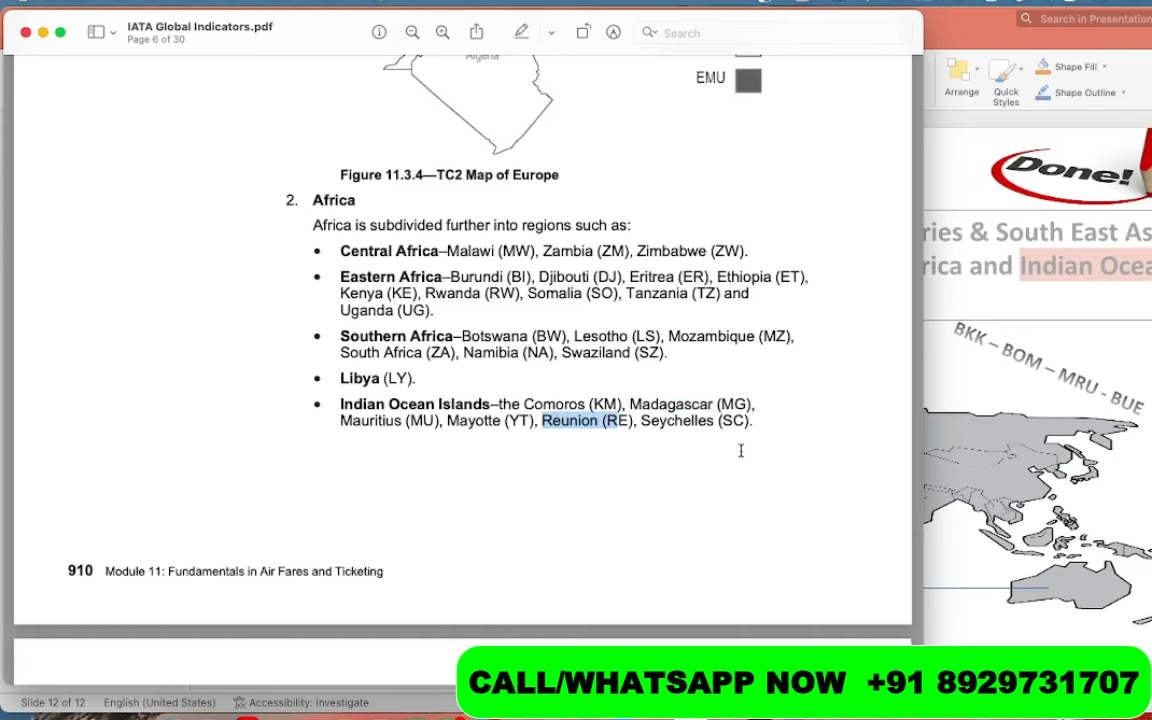 IATA Global Indicators.pdf
Page 6 of 30
Search
Search in Presentation
Algeria
EMU
Arrange
Quick
Styles
Shape Fill
Shape Outline
Figure 11.3.4—TC2 Map of Europe
2. Africa
Africa is subdivided further into regions such as:
• Central Africa–Malawi (MW), Zambia (ZM), Zimbabwe (ZW).
• Eastern Africa–Burundi (BI), Djibouti (DJ), Eritrea (ER), Ethiopia (ET),
Kenya (KE), Rwanda (RW), Somalia (SO), Tanzania (TZ) and
Uganda (UG).
• Southern Africa–Botswana (BW), Lesotho (LS), Mozambique (MZ),
South Africa (ZA), Namibia (NA), Swaziland (SZ).
• Libya (LY).
• Indian Ocean Islands–the Comoros (KM), Madagascar (MG),
Mauritius (MU), Mayotte (YT), Reunion (RE), Seychelles (SC).
910 Module 11: Fundamentals in Air Fares and Ticketing
Done!
ries & South East As
rica and Indian Ocea
BKK – BOM – MRU – BUE
Slide 12 of 12
English (United States)
Accessibility: Investigate
CALL/WHATSAPP NOW +91 8929731707